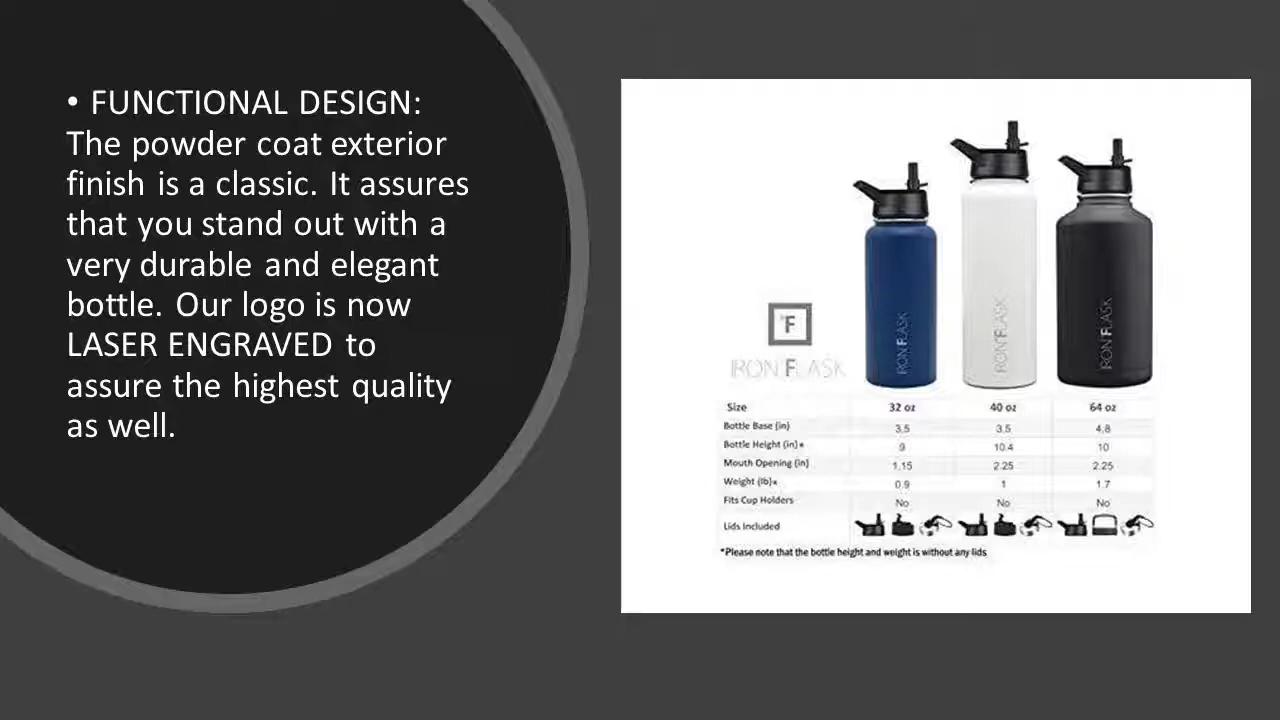 • FUNCTIONAL DESIGN:
The powder coat exterior
finish is a classic. It assures
that you stand out with a
very durable and elegant
bottle. Our logo is now
LASER ENGRAVED to
assure the highest quality
as well.
IRON FLASK
IRON FLASK
IRON FLASK
F
IRON FLASK
Size 32 oz 40 oz 64 oz
Bottle Base (in) 3.5 3.5 4.8
Bottle Height (in)* 9 10.4 10
Mouth Opening (in) 1.15 2.25 2.25
Weight (lb)* 0.9 1 1.7
Fits Cup Holders No No No
Lids Included
*Please note that the bottle height and weight is without any lids